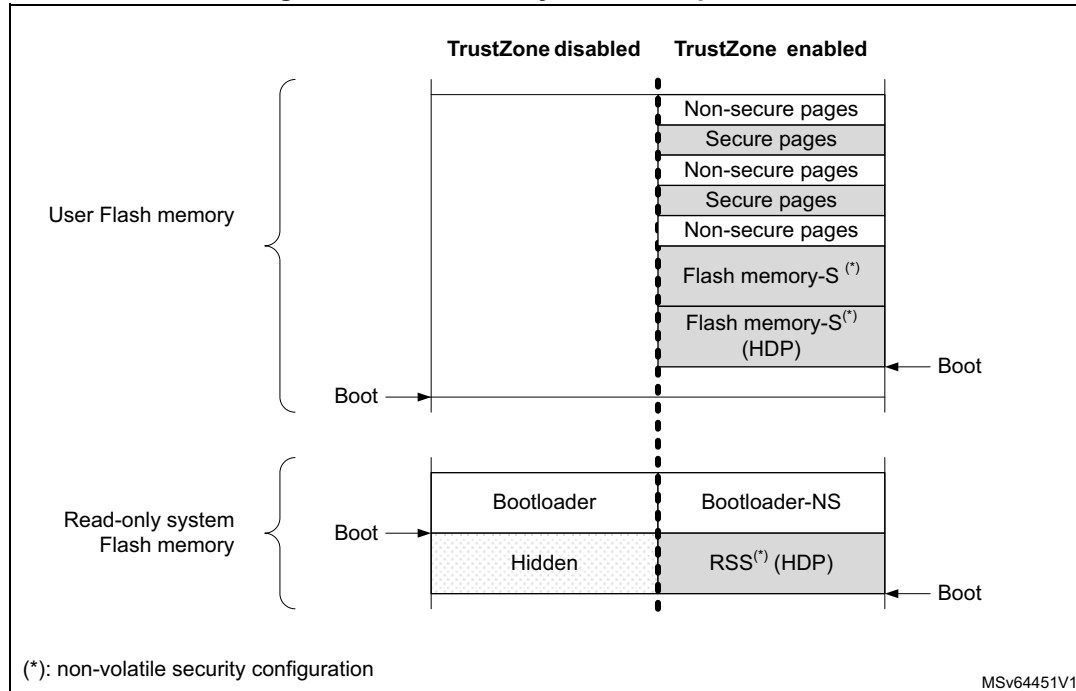 TrustZone disabled TrustZone enabled
Non-secure pages
Secure pages
Non-secure pages
Secure pages
User Flash memory
Non-secure pages
Flash memory-S (*)
Flash memory-S(*)
(HDP)
Boot
Boot
Bootloader Bootloader-NS
Read-only system
Flash memory
Boot
Hidden RSS(*) (HDP)
Boot
(*): non-volatile security configuration
MSv64451V1